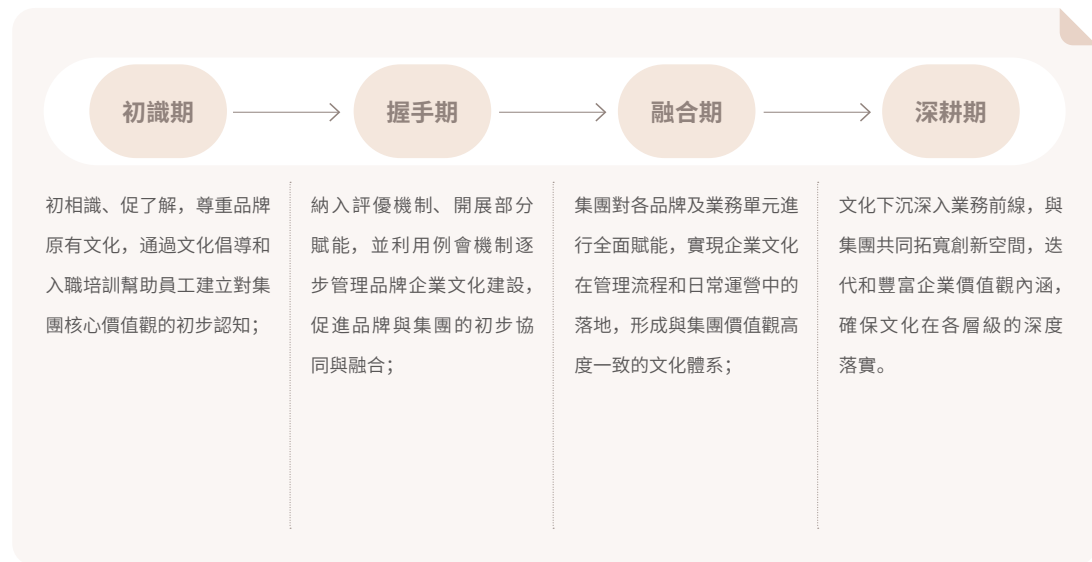 初識期
握手期
融合期
深耕期
初相識、促了解，尊重品牌
原有文化，通過文化倡導和
入職培訓幫助員工建立對集
團核心價值觀的初步認知；
納入評優機制、開展部分
賦能，並利用例會機制逐
步管理品牌企業文化建設，
促進品牌與集團的初步協
同與融合；
集團對各品牌及業務單元進
行全面賦能，實現企業文化
在管理流程和日常運營中的
落地，形成與集團價值觀高
度一致的文化體系；
文化下沉深入業務前線，與
集團共同拓寬創新空間，迭
代和豐富企業價值觀內涵，
確保文化在各層級的深度
落實。